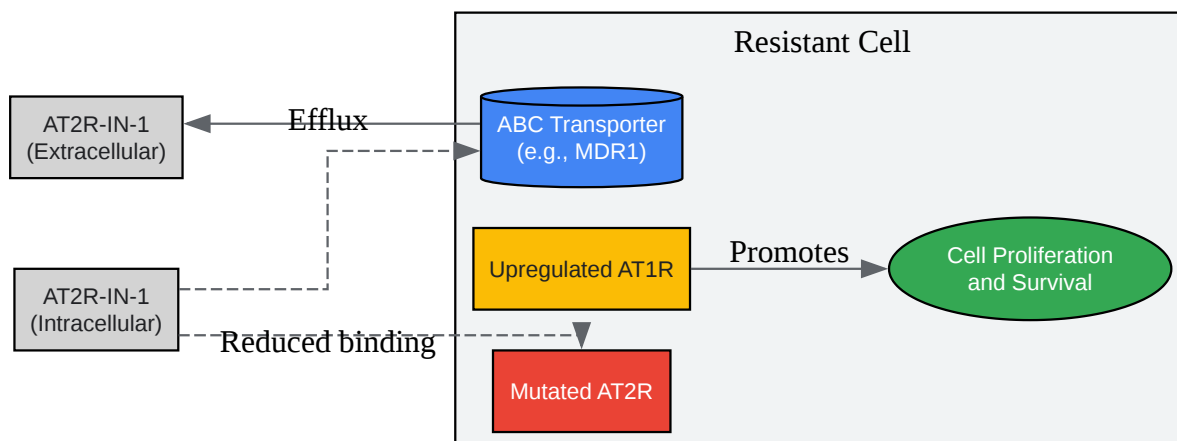 Resistant Cell
AT2R-IN-1
(Extracellular)
Efflux
ABC Transporter
(e.g., MDR1)
Upregulated AT1R
Promotes
Cell Proliferation
and Survival
AT2R-IN-1
(Intracellular)
Reduced binding
Mutated AT2R